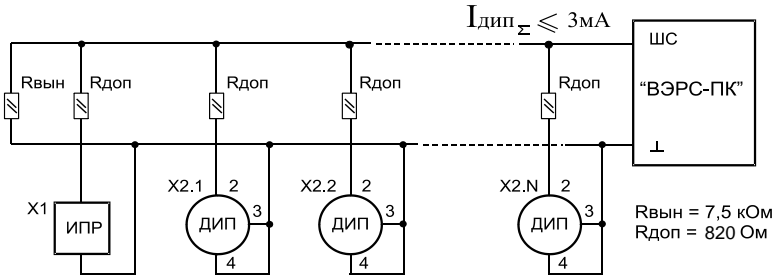 Iдип Σ ⩽ 3мА
ШС
Rвын Rдоп Rдоп Rдоп Rдоп
“ВЭРС-ПК”
⊥
X2.1 2 X2.2 2 X2.N 2
X1 ИПР ДИП 3 ДИП 3 ДИП 3
4 4 4
Rвын = 7,5 кОм
Rдоп = 820 Ом